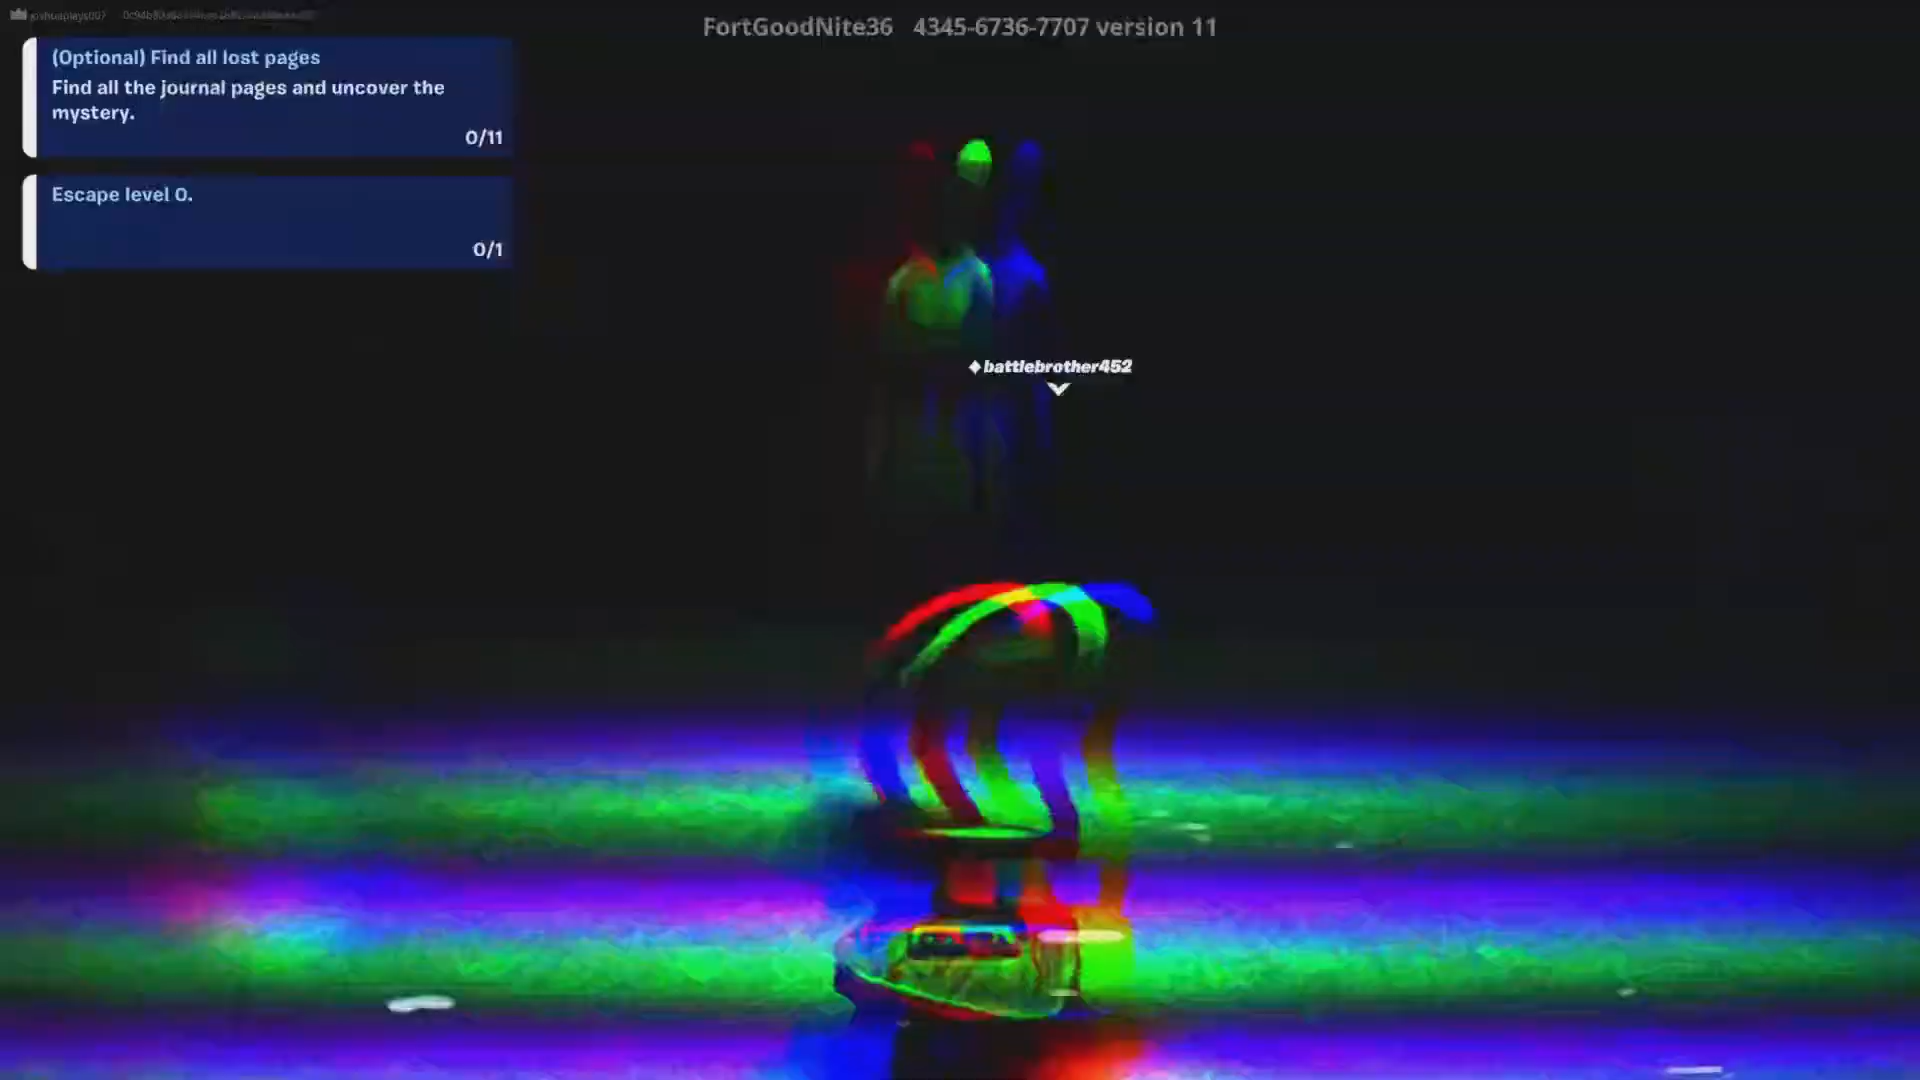 FortGoodNite36 4345-6736-7707 version 11
(Optional) Find all lost pages
Find all the journal pages and uncover the
mystery.
0/11
Escape level 0.
0/1
battlebrother452